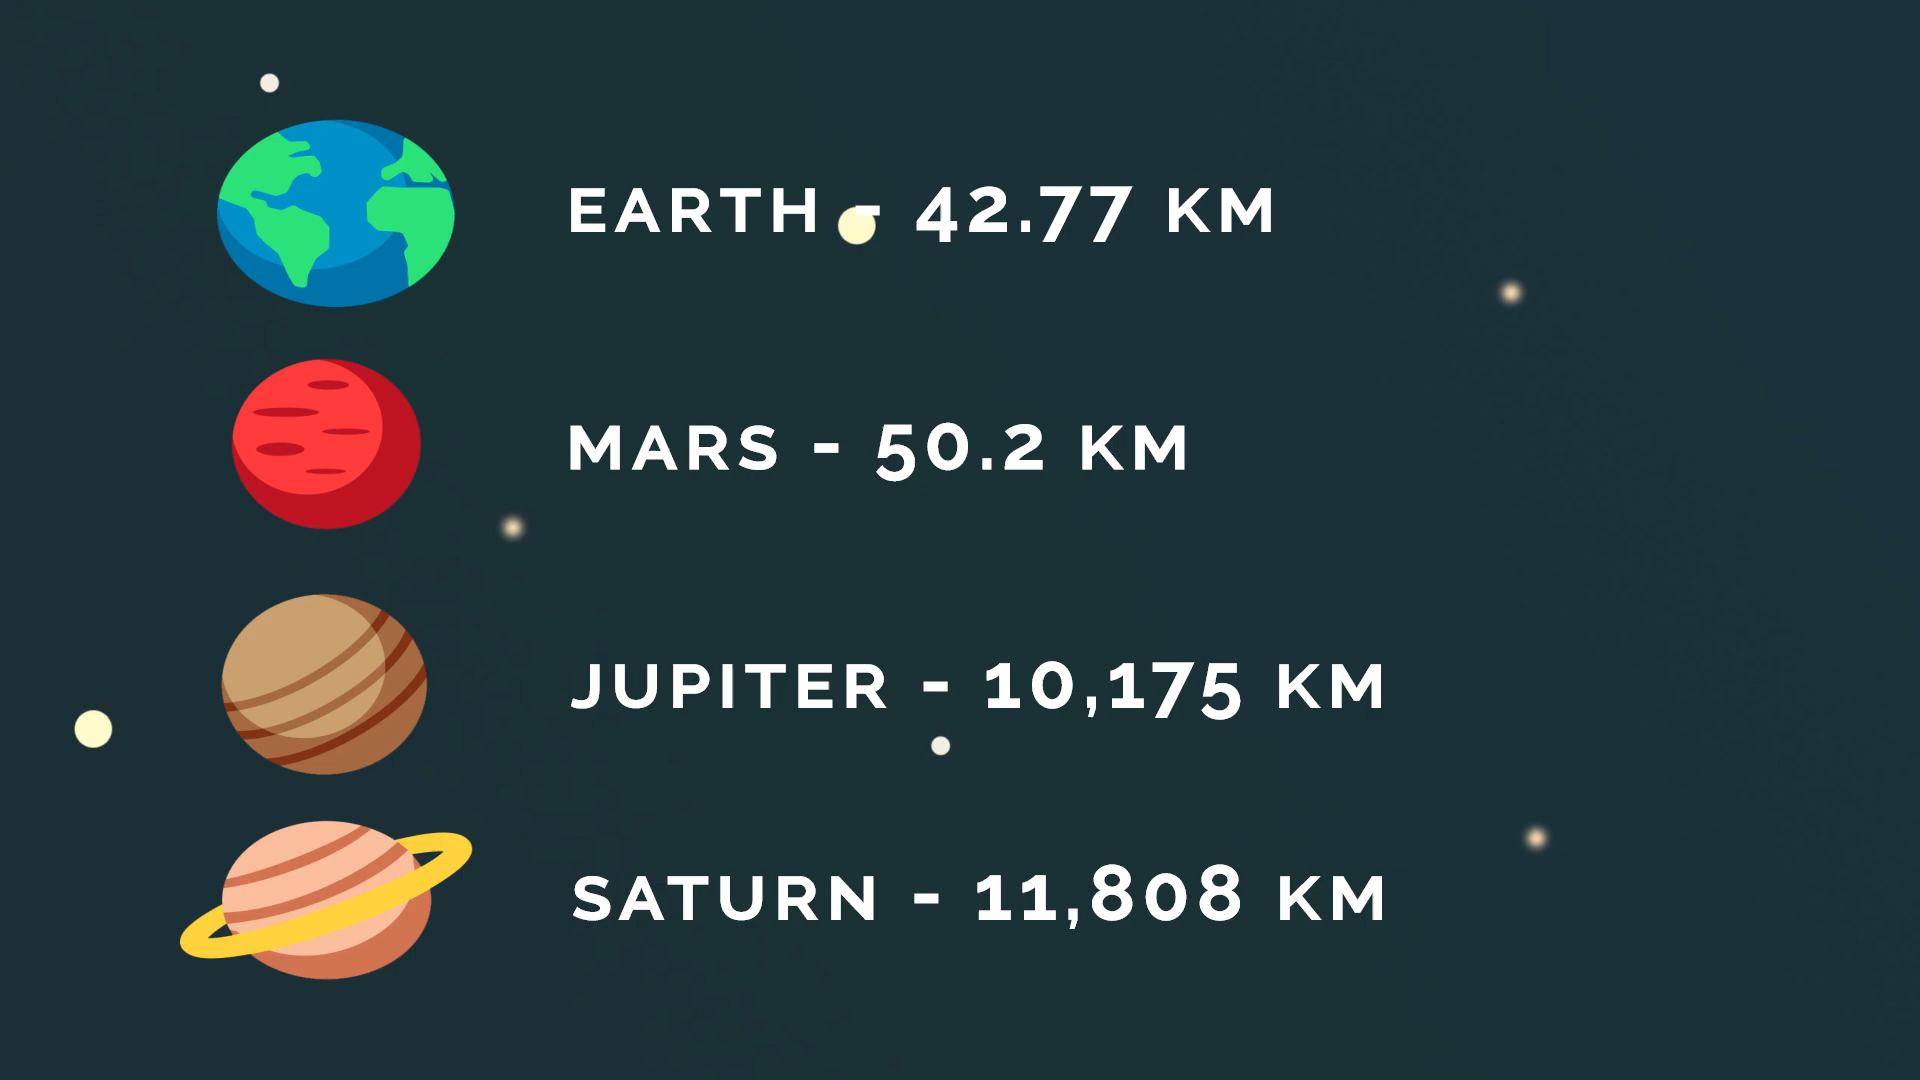 EARTH - 42.77 KM
MARS - 50.2 KM
JUPITER - 10,175 KM
SATURN - 11,808 KM